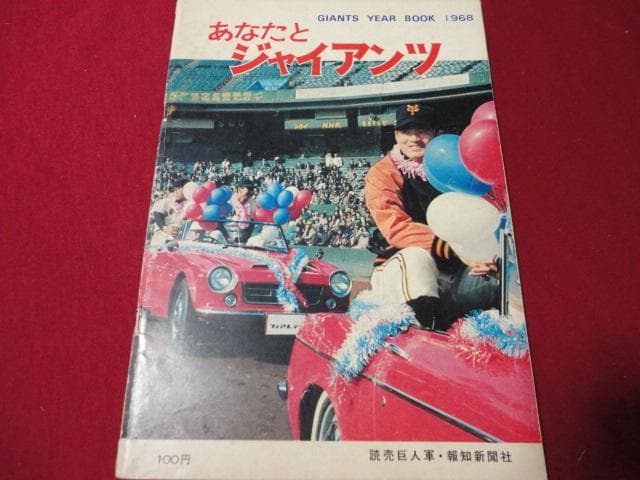 GIANTS YEAR BOOK 1968
あなたと
ジャイアンツ
NHK
100円
読売巨人軍・報知新聞社